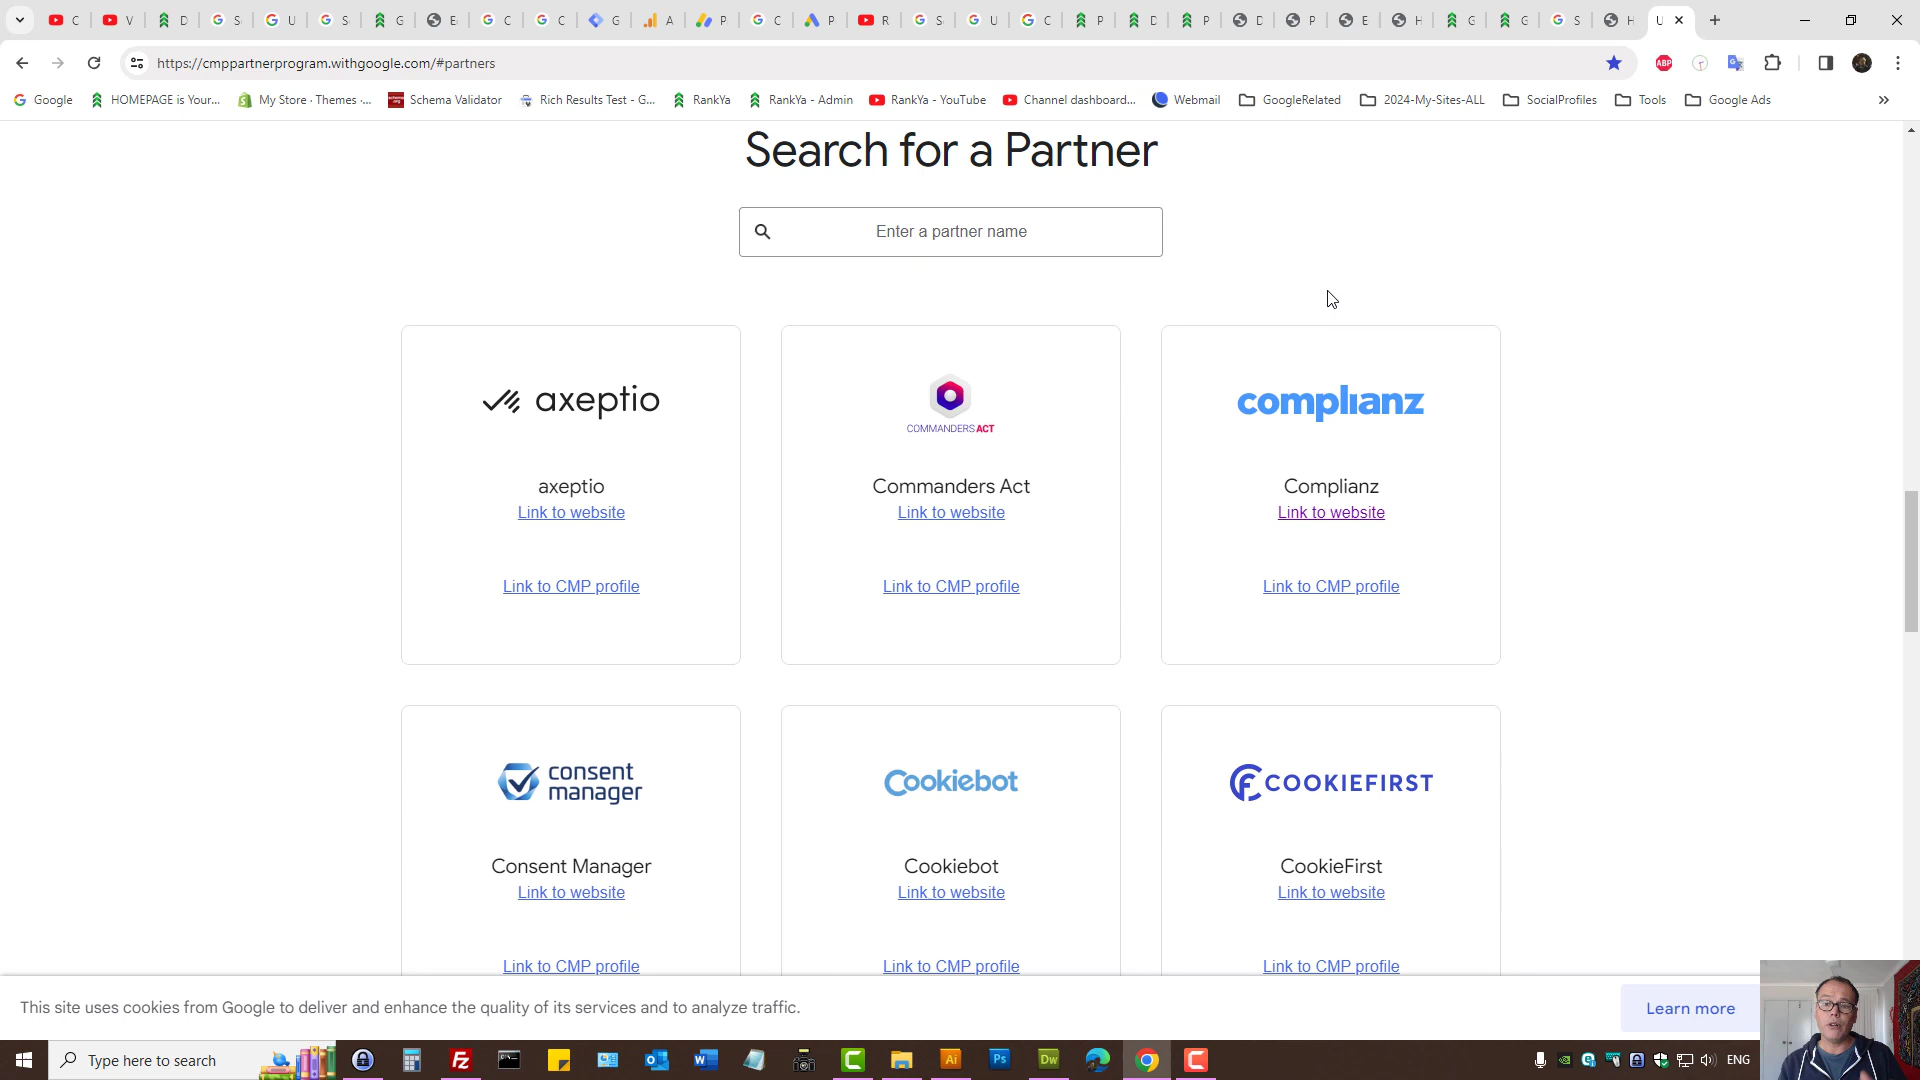 C
V
D
S
U
S
G
E
C
C
G
A
P
C
P
R
S
U
C
P
D
P
D
P
E
H
G
G
S
H
U
https://cmppartnerprogram.withgoogle.com/#partners
ABP
Google
HOMEPAGE is Your...
My Store · Themes ·...
Schema Validator
Rich Results Test - G...
RankYa
RankYa - Admin
RankYa - YouTube
Channel dashboard...
Webmail
GoogleRelated
2024-My-Sites-ALL
SocialProfiles
Tools
Google Ads
Search for a Partner
Enter a partner name
axeptio
COMMANDERS ACT
complianz
axeptio
Commanders Act
Complianz
Link to website
Link to website
Link to website
Link to CMP profile
Link to CMP profile
Link to CMP profile
consent
manager
Cookiebot
COOKIEFIRST
Consent Manager
Cookiebot
CookieFirst
Link to website
Link to website
Link to website
Link to CMP profile
Link to CMP profile
Link to CMP profile
This site uses cookies from Google to deliver and enhance the quality of its services and to analyze traffic.
Learn more
Type here to search
ENG